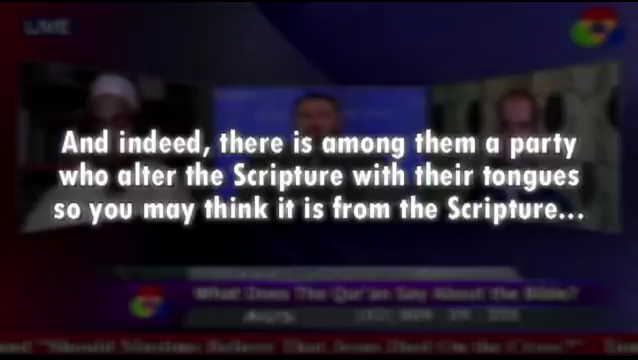 LIVE
And indeed, there is among them a party
who alter the Scripture with their tongues
so you may think it is from the Scripture...
What Does The Qur'an Say About the Bible?